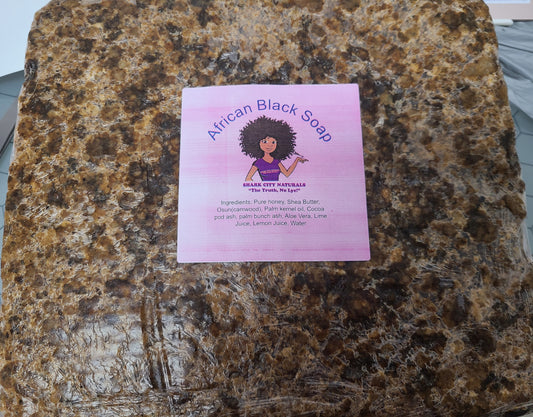 African Black Soap
SHARK CITY NATURALS
"The Truth, No Lye!"
Ingredients: Pure honey, Shea Butter,
Osun(camwood), Palm kernel oil, Cocoa
pod ash, palm bunch ash, Aloe Vera, Lime
Juice, Lemon Juice, Water